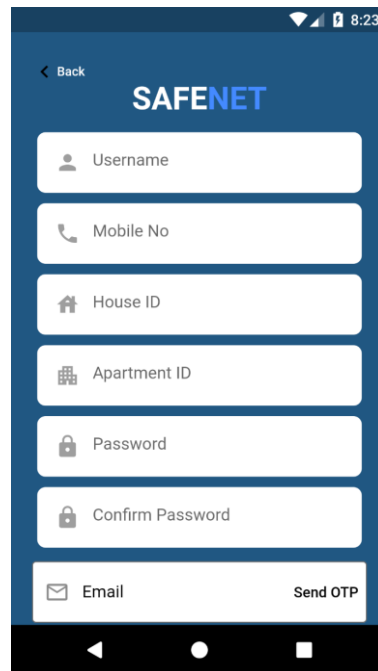 8:23
Back
SAFENET
Username
Mobile No
House ID
Apartment ID
Password
Confirm Password
Email Send OTP